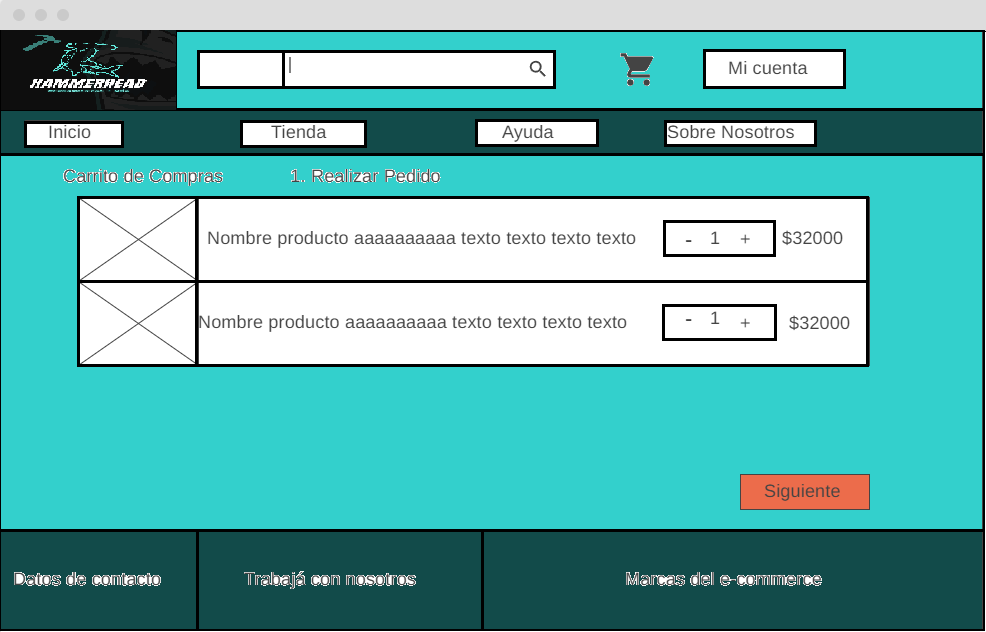 HAMMERHEAD
Mi cuenta
Inicio
Tienda
Ayuda
Sobre Nosotros
Carrito de Compras
1. Realizar Pedido
Nombre producto aaaaaaaaaa texto texto texto texto
- 1 +
$32000
Nombre producto aaaaaaaaaa texto texto texto texto
- 1 +
$32000
Siguiente
Datos de contacto
Trabajá con nosotros
Marcas del e-commerce